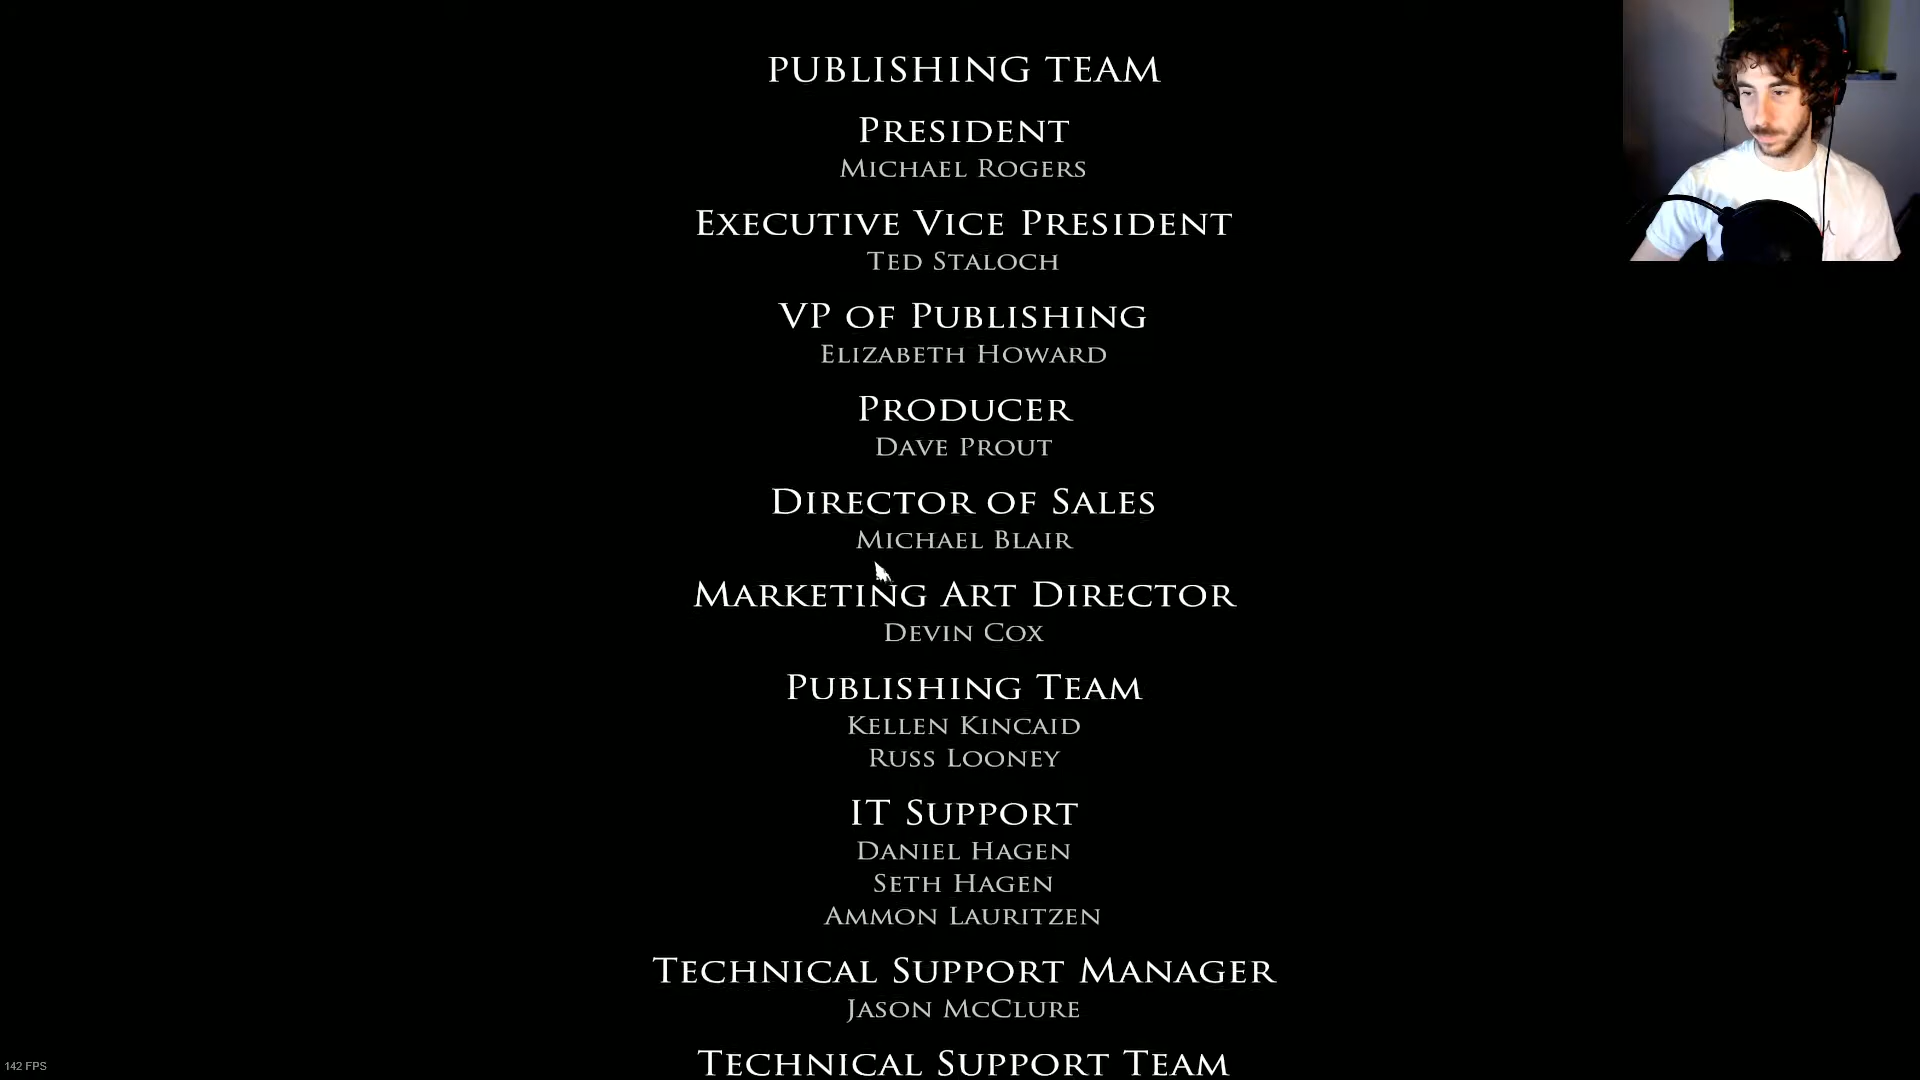 PUBLISHING TEAM
PRESIDENT
MICHAEL ROGERS
EXECUTIVE VICE PRESIDENT
TED STALOCH
VP OF PUBLISHING
ELIZABETH HOWARD
PRODUCER
DAVE PROUT
DIRECTOR OF SALES
MICHAEL BLAIR
MARKETING ART DIRECTOR
DEVIN COX
PUBLISHING TEAM
KELLEN KINCAID
RUSS LOONEY
IT SUPPORT
DANIEL HAGEN
SETH HAGEN
AMMON LAURITZEN
TECHNICAL SUPPORT MANAGER
JASON MCCLURE
TECHNICAL SUPPORT TEAM
142 FPS